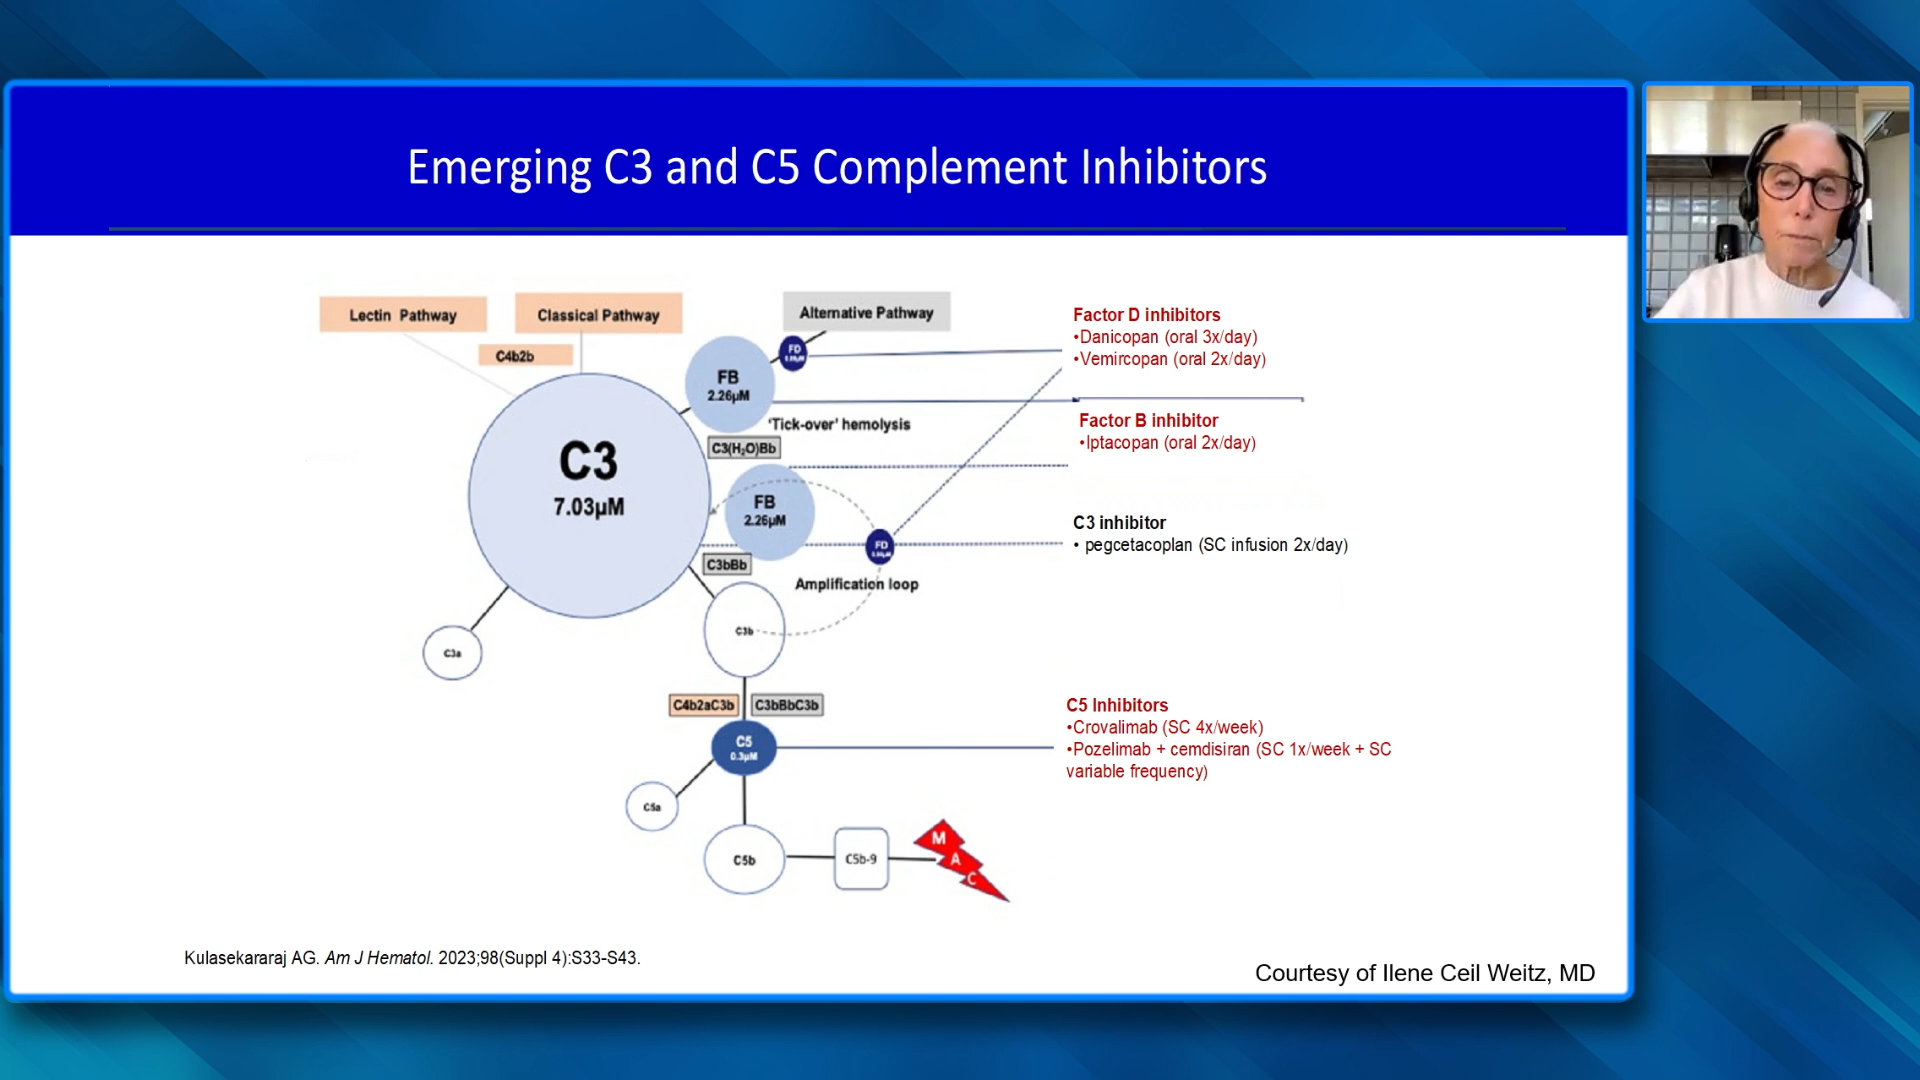 Emerging C3 and C5 Complement Inhibitors
Lectin Pathway
Classical Pathway
Alternative Pathway
C4b2b
FD
FB
2.26µM
'Tick-over' hemolysis
C3(H₂O)Bb
C3
7.03µM
FB
2.26µM
FD
C3bBb
Amplification loop
C3b
C3a
C4b2aC3b
C3bBbC3b
C5
0.3µM
C5a
C5b
C5b-9
M
A
C
Factor D inhibitors
•Danicopan (oral 3x/day)
•Vemircopan (oral 2x/day)
Factor B inhibitor
•Iptacopan (oral 2x/day)
C3 inhibitor
• pegcetacoplan (SC infusion 2x/day)
C5 Inhibitors
•Crovalimab (SC 4x/week)
•Pozelimab + cemdisiran (SC 1x/week + SC
variable frequency)
Kulasekararaj AG. Am J Hematol. 2023;98(Suppl 4):S33-S43.
Courtesy of Ilene Ceil Weitz, MD